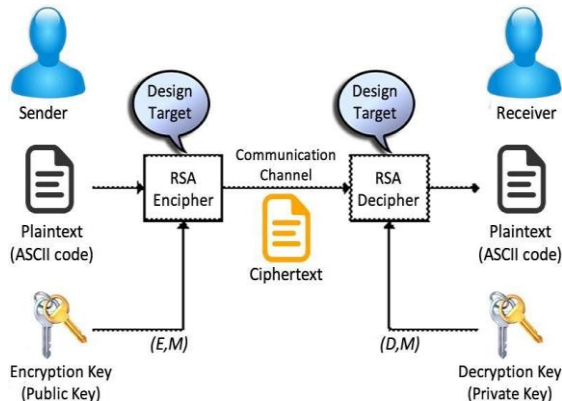 Design
Target
Design
Target
Sender
Receiver
RSA
Encipher
Communication
Channel
RSA
Decipher
Plaintext
(ASCII code)
Ciphertext
Plaintext
(ASCII code)
(E,M)
(D,M)
Encryption Key
(Public Key)
Decryption Key
(Private Key)